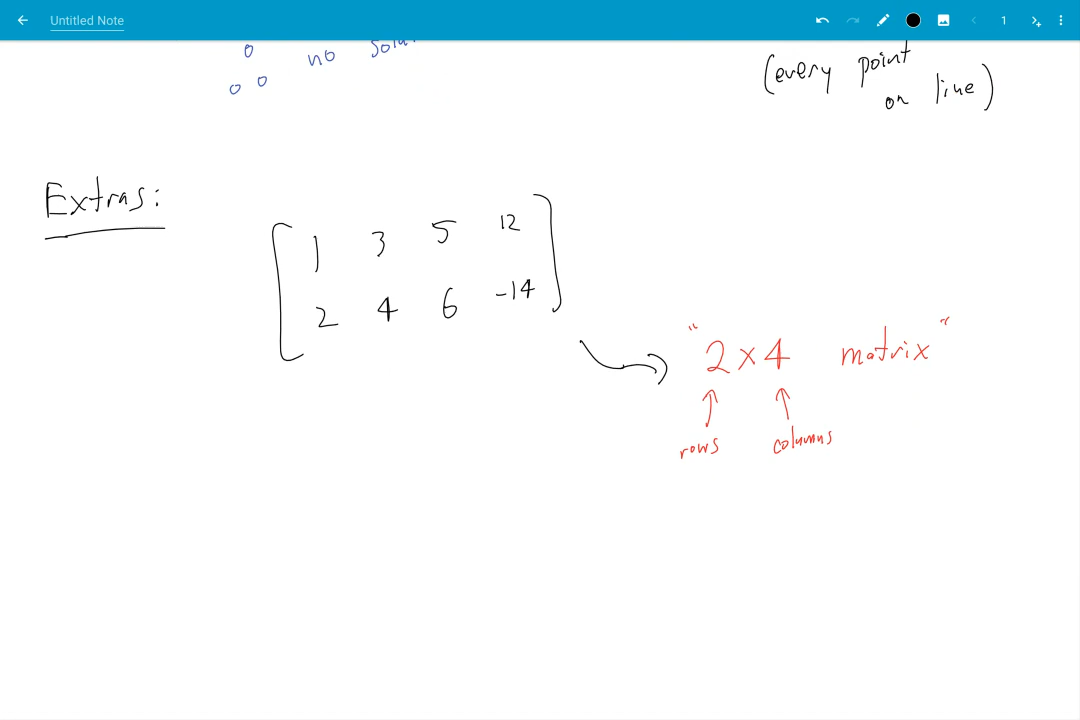 Untitled Note
1
no
∴
(every point
on line)
Extras:
1 3 5 12
2 4 6 -14
"2 x 4 matrix"
rows columns